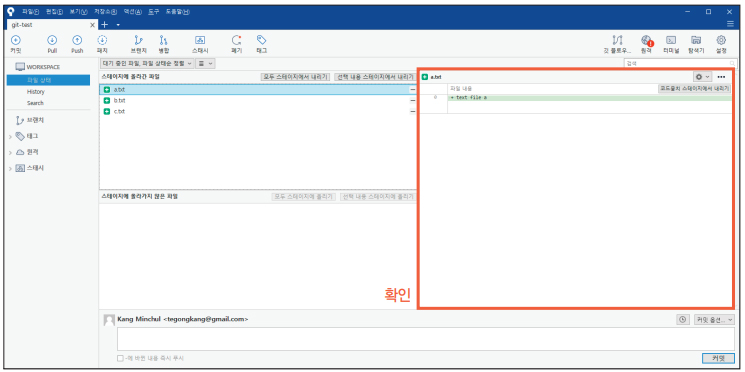 파일(F) 편집(E) 보기(V) 저장소(R) 액션(A) 도구 도움말(H)
git-test
커밋 Pull Push 패치 브랜치 병합 스태시 폐기 태그 깃 플로우... 원격 터미널 탐색기 설정
WORKSPACE
파일 상태
History
Search
브랜치
태그
원격
스태시
대기 중인 파일, 파일 상태순 정렬
검색
스테이지에 올라간 파일 모두 스테이지에서 내리기 선택 내용 스테이지에서 내리기
a.txt
b.txt
c.txt
스테이지에 올라가지 않은 파일 모두 스테이지에 올리기 선택 내용 스테이지에 올리기
a.txt
파일 내용 코드뭉치 스테이지에서 내리기
+ text file a
확인
Kang Minchul <tegongkang@gmail.com>
커밋 옵션...
-에 바뀐 내용 즉시 푸시
커밋